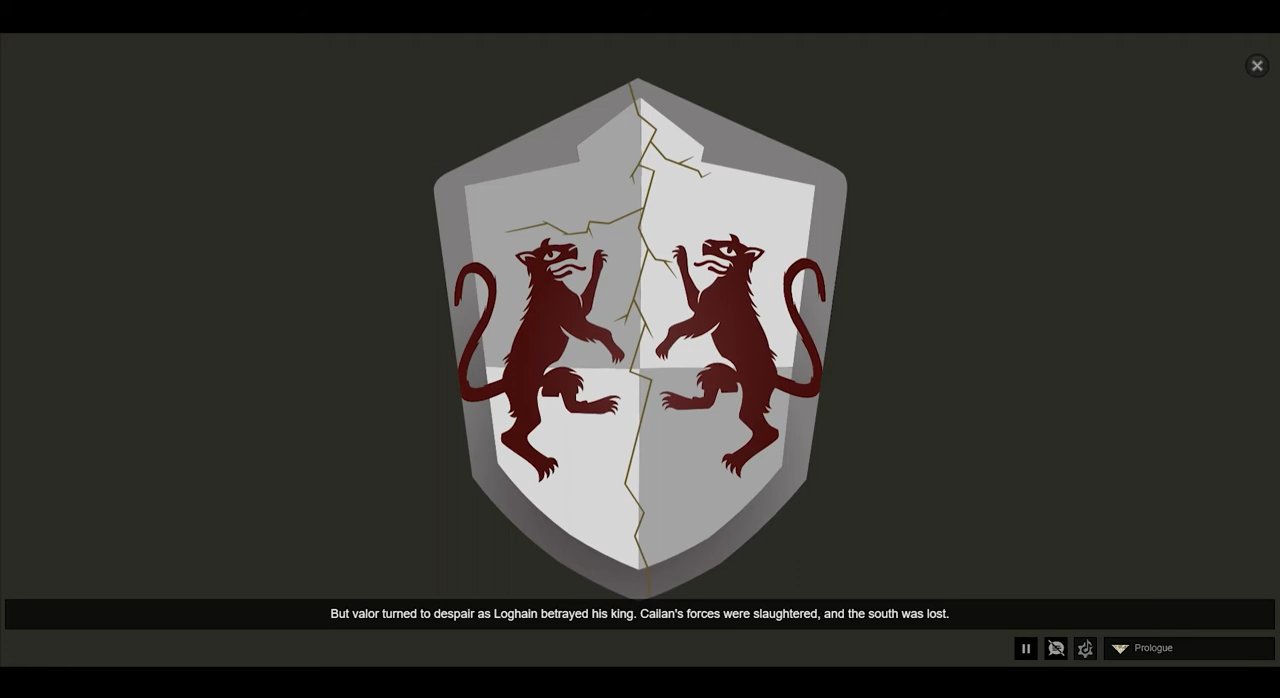 But valor turned to despair as Loghain betrayed his king. Cailan's forces were slaughtered, and the south was lost.
Prologue